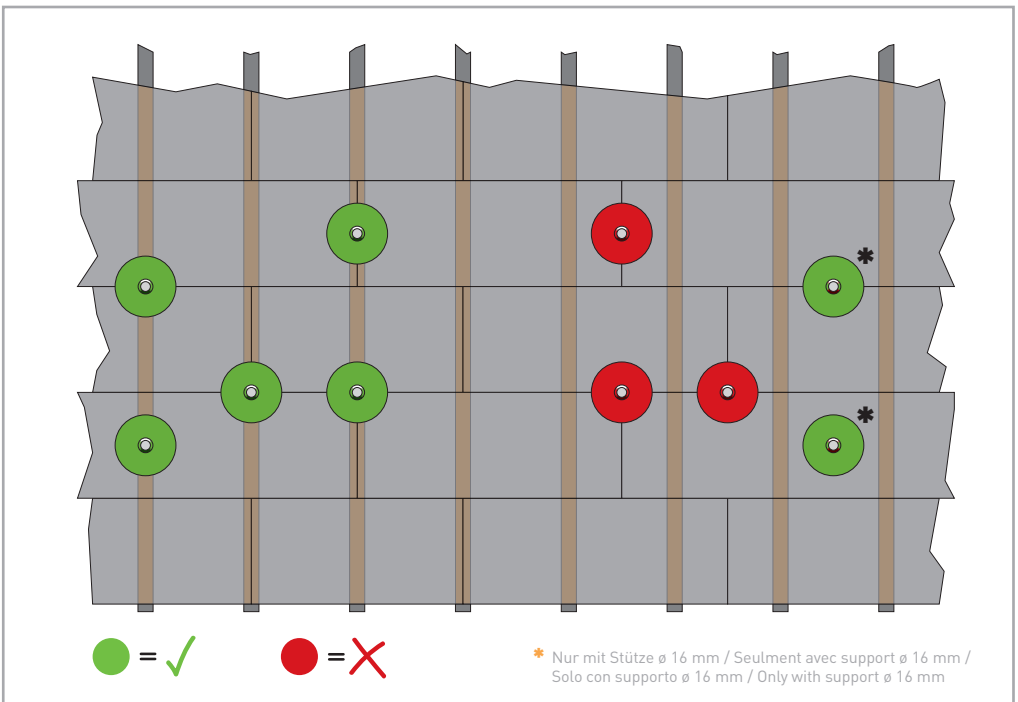 = ✓ = ✗
* Nur mit Stütze ø 16 mm / Seulment avec support ø 16 mm /
Solo con supporto ø 16 mm / Only with support ø 16 mm